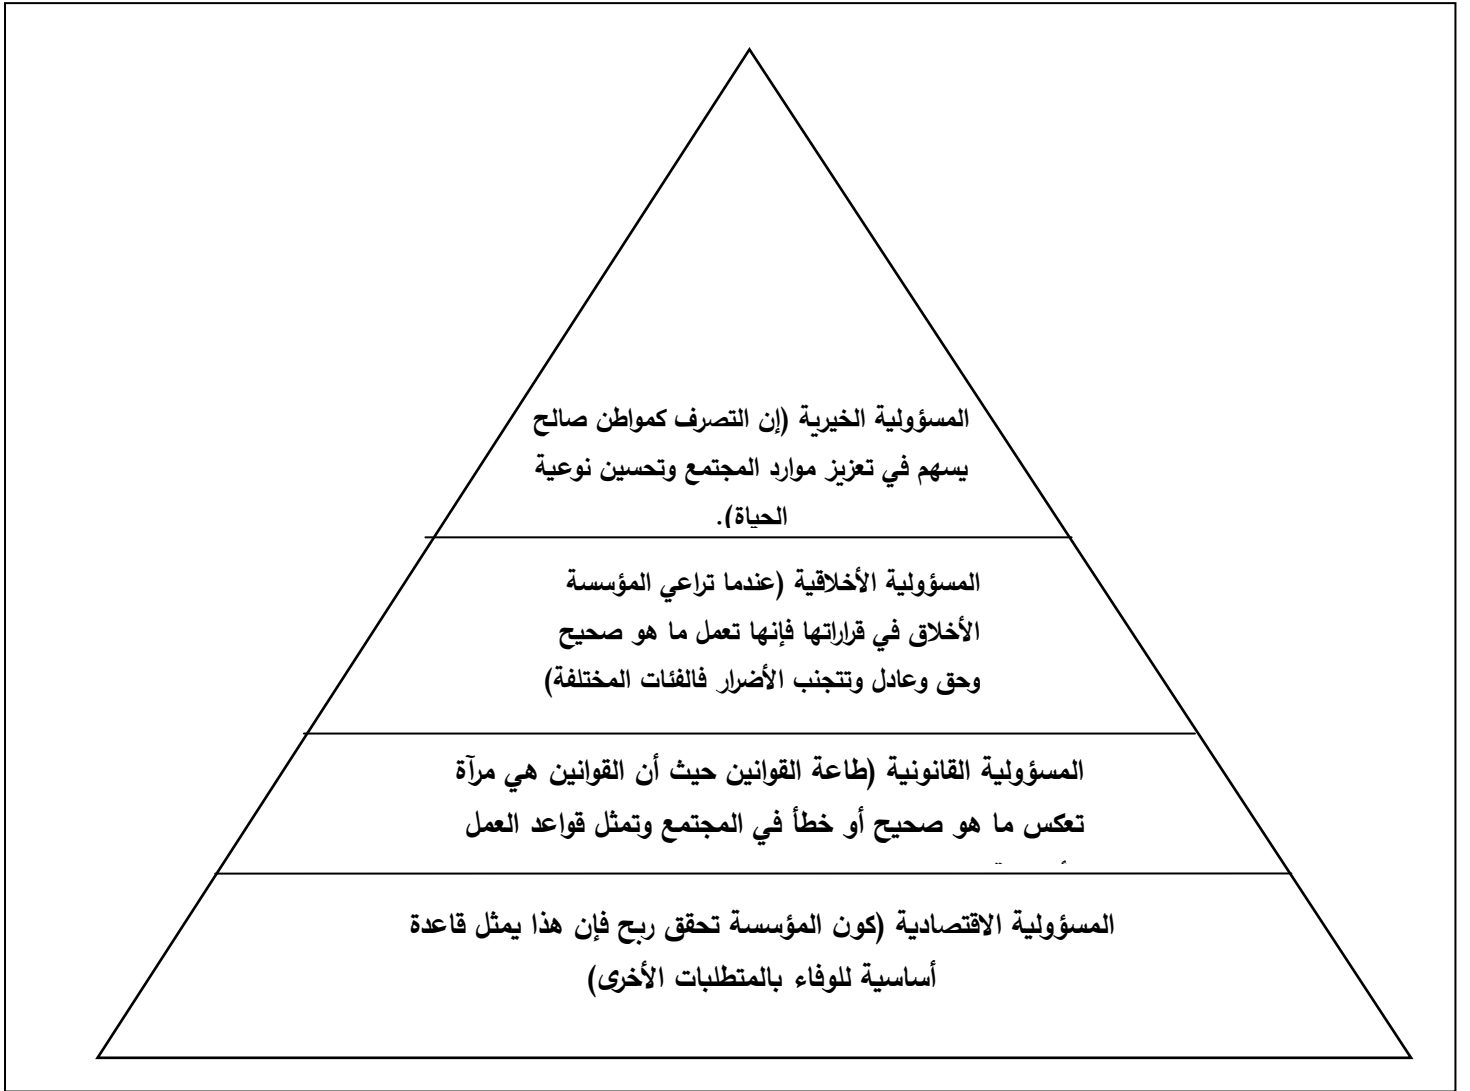 المسؤولية الخيرية (إن التصرف كمواطن صالح
يسهم في تعزيز موارد المجتمع وتحسين نوعية
الحياة).
المسؤولية الأخلاقية (عندما تراعي المؤسسة
الأخلاق في قراراتها فإنها تعمل ما هو صحيح
وحق وعادل وتتجنب الأضرار فالفئات المختلفة)
المسؤولية القانونية (طاعة القوانين حيث أن القوانين هي مرآة
تعكس ما هو صحيح أو خطأ في المجتمع وتمثل قواعد العمل
المسؤولية الاقتصادية (كون المؤسسة تحقق ربح فإن هذا يمثل قاعدة
أساسية للوفاء بالمتطلبات الأخرى)